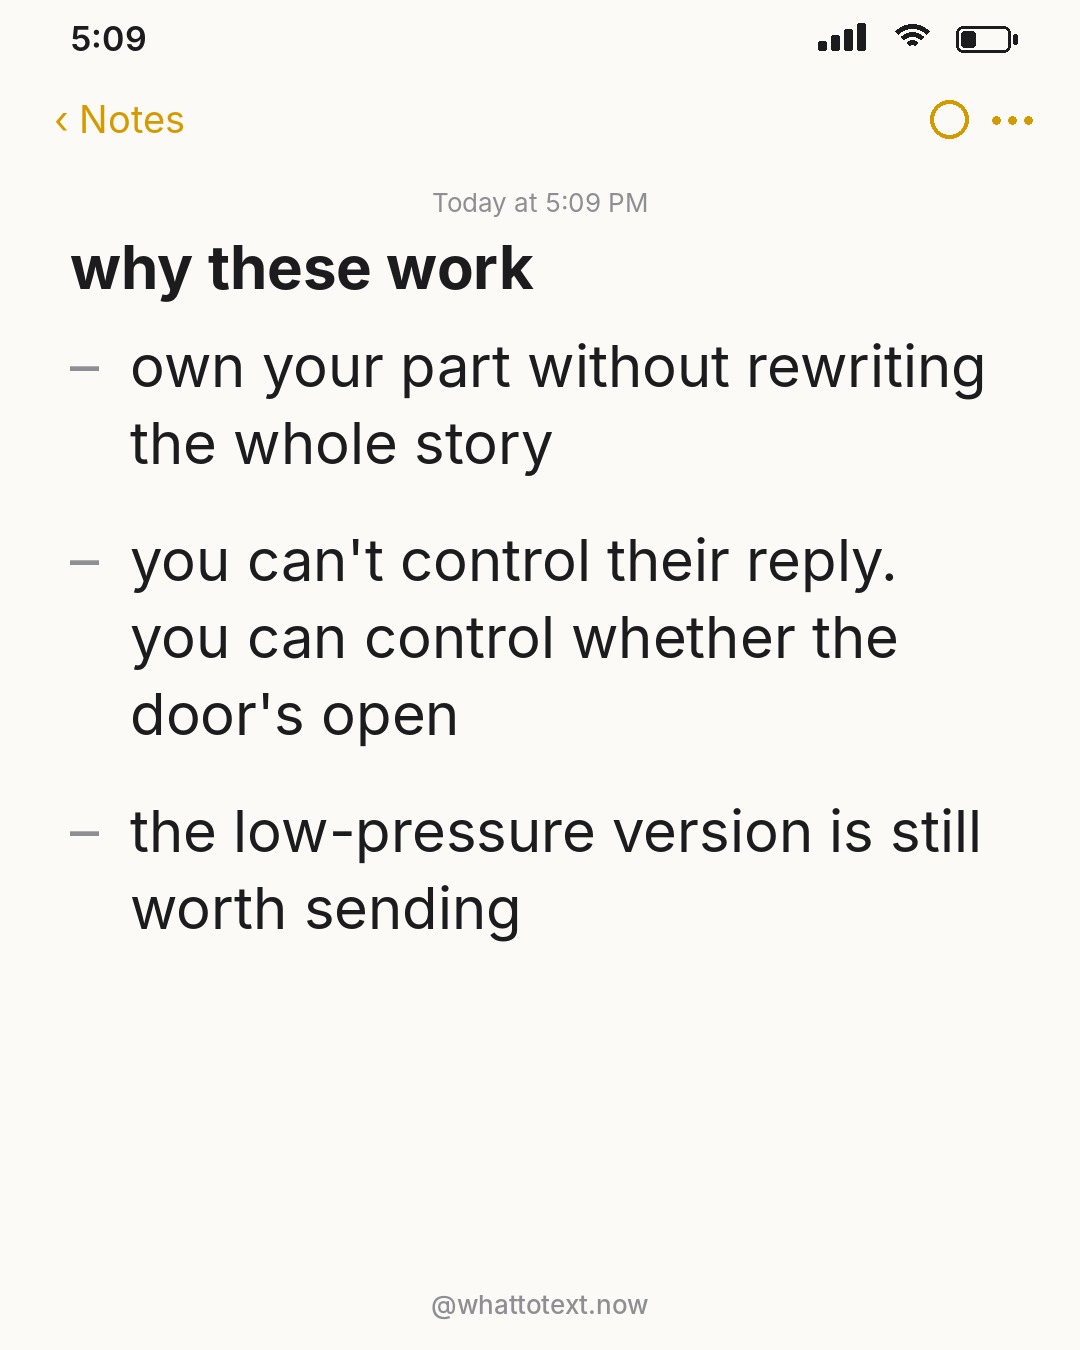 5:09
‹ Notes
Today at 5:09 PM
why these work
– own your part without rewriting
the whole story
– you can't control their reply.
you can control whether the
door's open
– the low-pressure version is still
worth sending
@whattotext.now